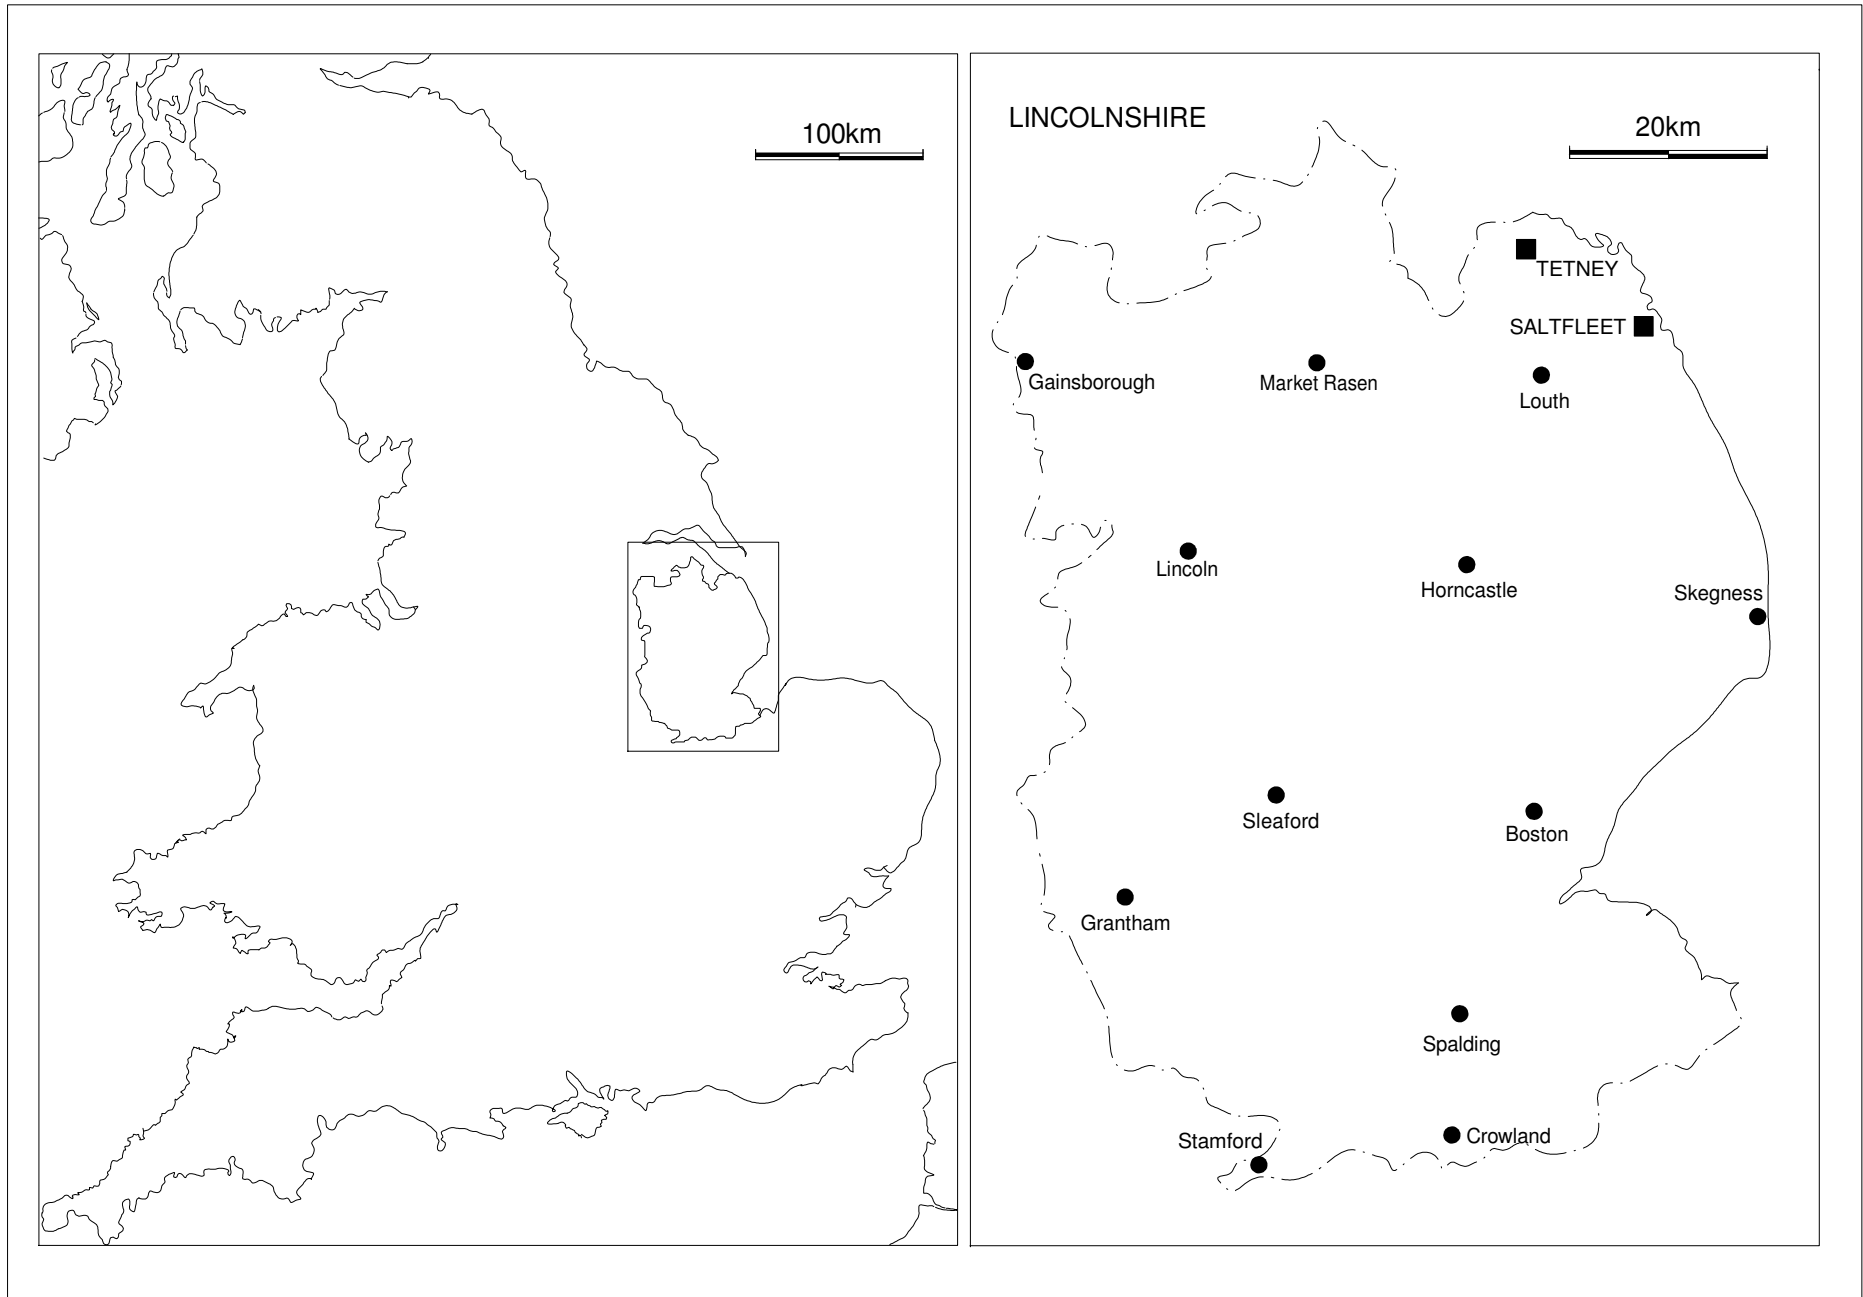 100km
LINCOLNSHIRE
20km
TETNEY
SALTFLEET
Gainsborough
Market Rasen
Louth
Lincoln
Horncastle
Skegness
Sleaford
Boston
Grantham
Spalding
Stamford
Crowland